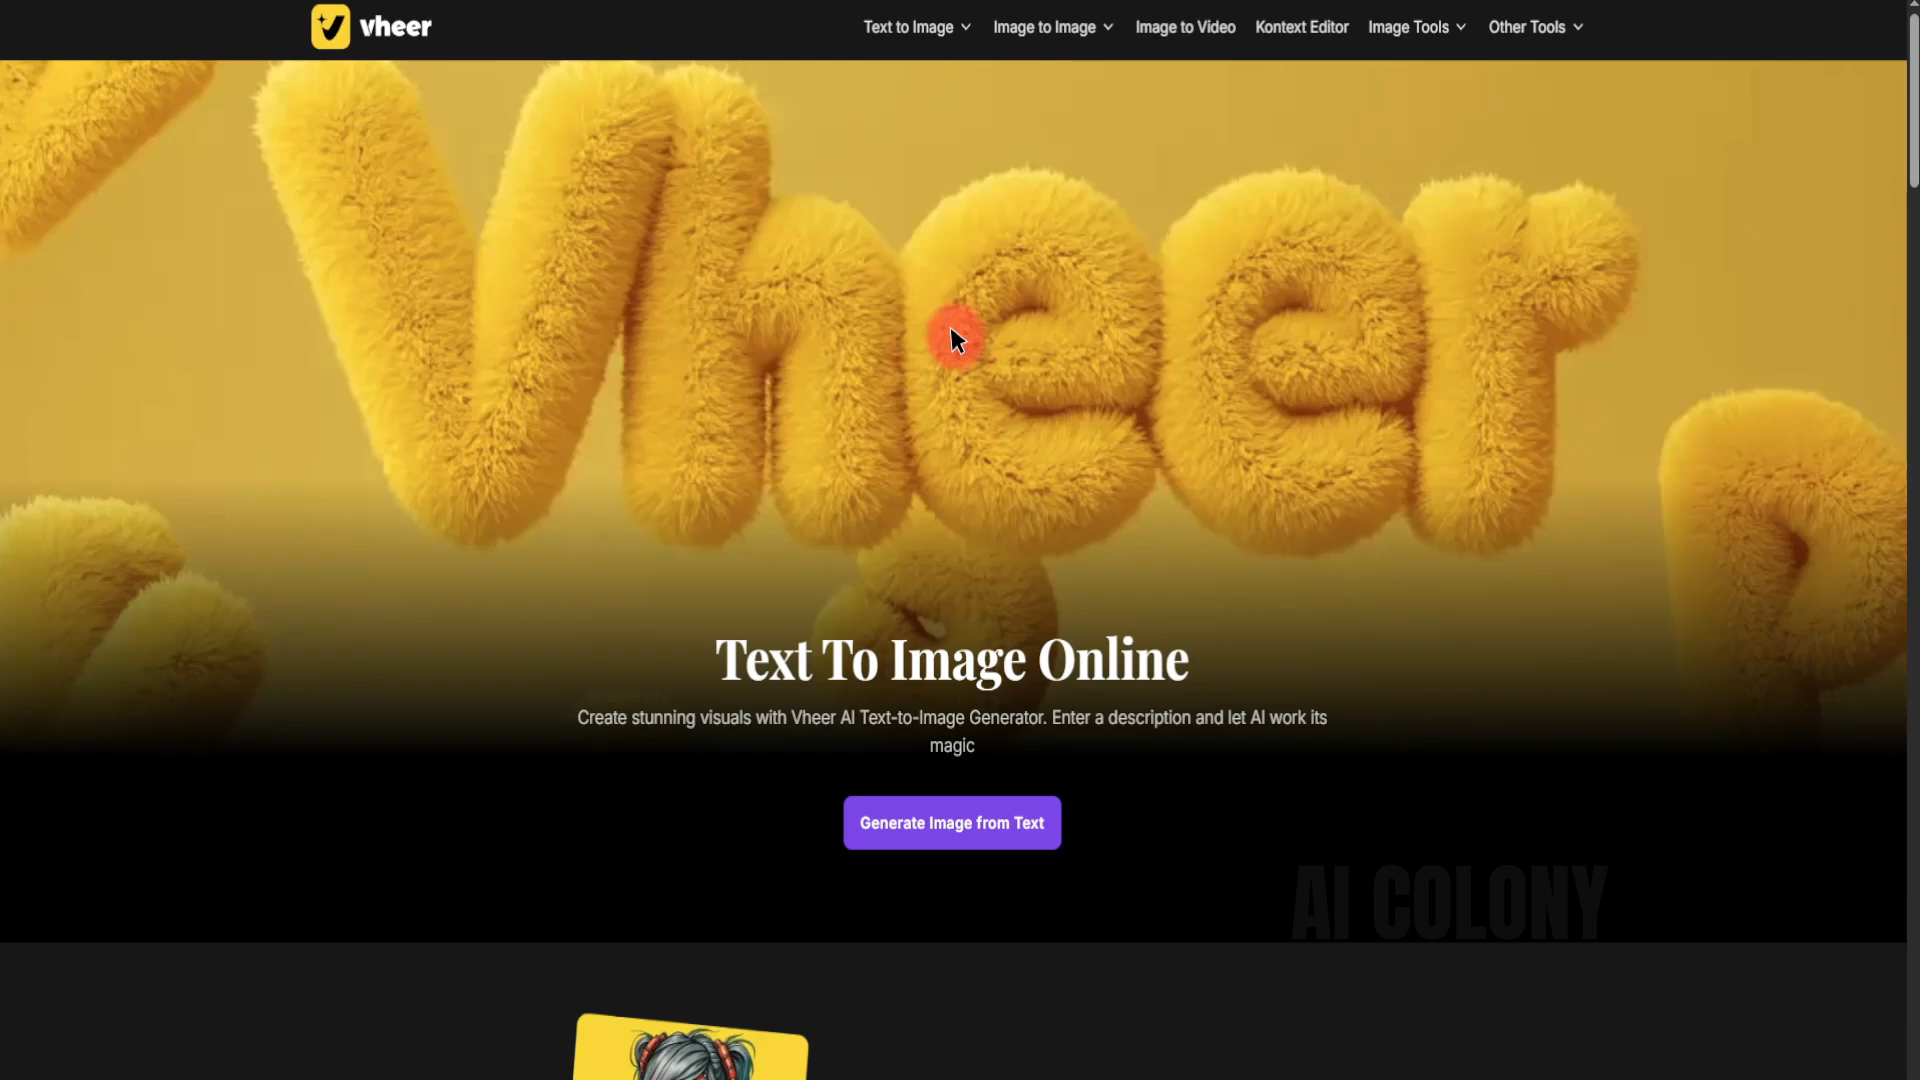 vheer
Text to Image
Image to Image
Image to Video
Kontext Editor
Image Tools
Other Tools
Vheer
Text To Image Online
Create stunning visuals with Vheer AI Text-to-Image Generator. Enter a description and let AI work its
magic
Generate Image from Text
AI COLONY